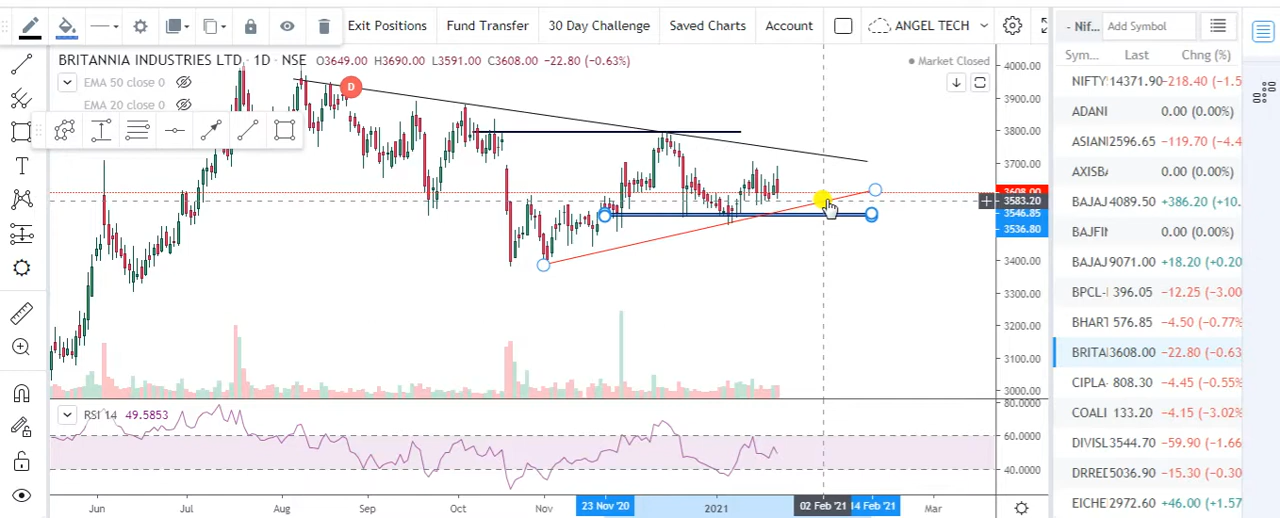 Exit Positions Fund Transfer 30 Day Challenge Saved Charts Account ANGEL TECH
- Nif... Add Symbol
BRITANNIA INDUSTRIES LTD · 1D · NSE O3649.00 H3690.00 L3591.00 C3608.00 -22.80 (-0.63%)
Market Closed
EMA 50 close 0
EMA 20 close 0
D
T
4000.00
3900.00
3800.00
3700.00
3608.00
3583.20
3546.85
3536.80
3400.00
3300.00
3200.00
3100.00
3000.00
RSI 14 49.5853
80.0000
60.0000
40.0000
Jun Jul Aug Sep Oct Nov 23 Nov '20 2021 02 Feb '21 14 Feb '21 Mar
Sym... Last Chng (%)
NIFTY 14371.90 -218.40 (-1.5
ADANI 0.00 (0.00%)
ASIAN 2596.65 -119.70 (-4.4
AXISBA 0.00 (0.00%)
BAJAJ 4089.50 +386.20 (+10.
BAJFIN 0.00 (0.00%)
BAJAJ 9071.00 +18.20 (+0.20
BPCL-I 396.05 -12.25 (-3.00
BHART 576.85 -4.50 (-0.77%)
BRITA 3608.00 -22.80 (-0.63
CIPLA- 808.30 -4.45 (-0.55%)
COALI 133.20 -4.15 (-3.02%)
DIVISL 3544.70 -59.90 (-1.66
DRREE 5036.90 -15.30 (-0.30
EICHE 2972.60 +46.00 (+1.57